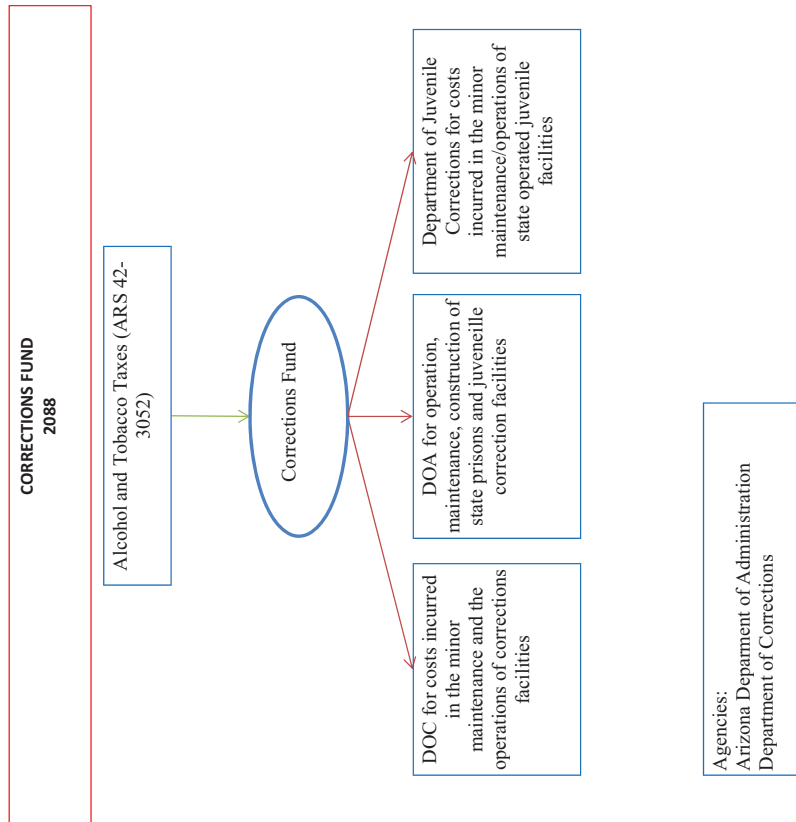 CORRECTIONS FUND
2088
Alcohol and Tobacco Taxes (ARS 42-
3052)
Corrections Fund
DOC for costs incurred
in the minor
maintenance and the
operations of corrections
facilities
DOA for operation,
maintenance, construction of
state prisons and juveneille
correction facilities
Department of Juvenile
Corrections for costs
incurred in the minor
maintenance/operations of
state operated juvenile
facilities
Agencies:
Arizona Deparment of Administration
Department of Corrections